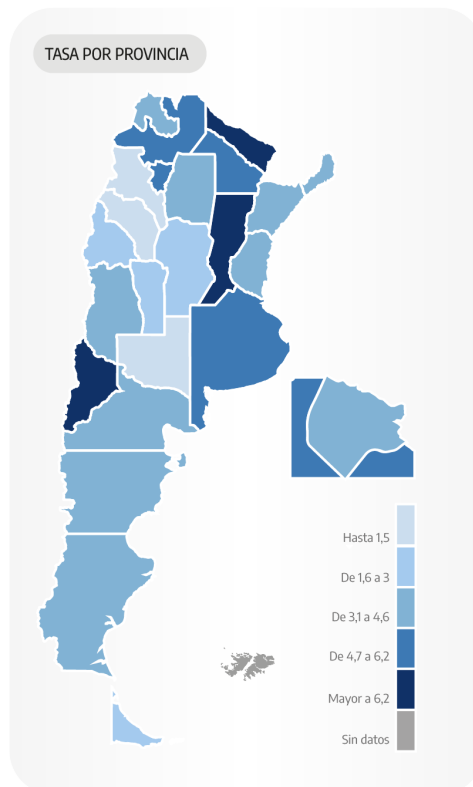 TASA POR PROVINCIA
Hasta 1,5
De 1,6 a 3
De 3,1 a 4,6
De 4,7 a 6,2
Mayor a 6,2
Sin datos